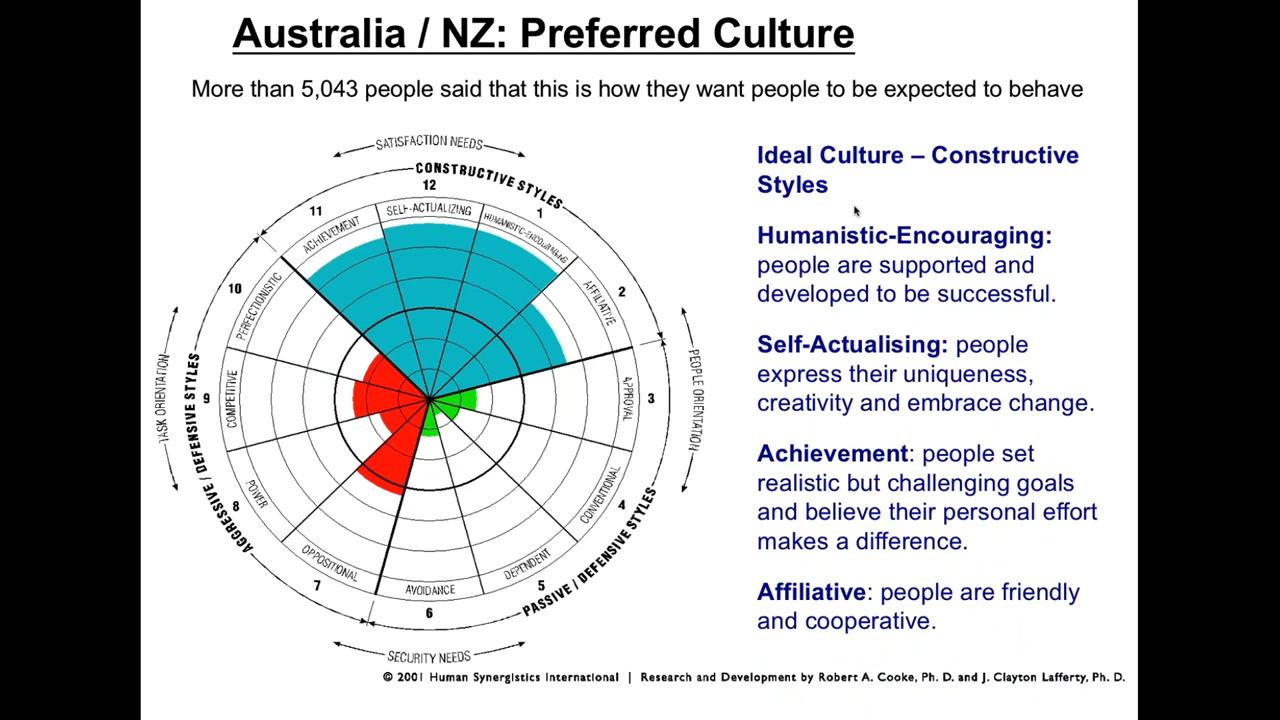 Australia / NZ: Preferred Culture
More than 5,043 people said that this is how they want people to be expected to behave
SATISFACTION NEEDS
CONSTRUCTIVE STYLES
12
SELF-ACTUALIZING
11
ACHIEVEMENT
1
HUMANISTIC-ENCOURAGING
10
PERFECTIONISTIC
2
AFFILIATIVE
TASK ORIENTATION
AGGRESSIVE / DEFENSIVE STYLES
9
COMPETITIVE
3
APPROVAL
PEOPLE ORIENTATION
8
POWER
4
CONVENTIONAL
7
OPPOSITIONAL
6
AVOIDANCE
5
DEPENDENT
PASSIVE / DEFENSIVE STYLES
SECURITY NEEDS
Ideal Culture – Constructive
Styles
Humanistic-Encouraging:
people are supported and
developed to be successful.
Self-Actualising: people
express their uniqueness,
creativity and embrace change.
Achievement: people set
realistic but challenging goals
and believe their personal effort
makes a difference.
Affiliative: people are friendly
and cooperative.
© 2001 Human Synergistics International | Research and Development by Robert A. Cooke, Ph. D. and J. Clayton Lafferty, Ph. D.